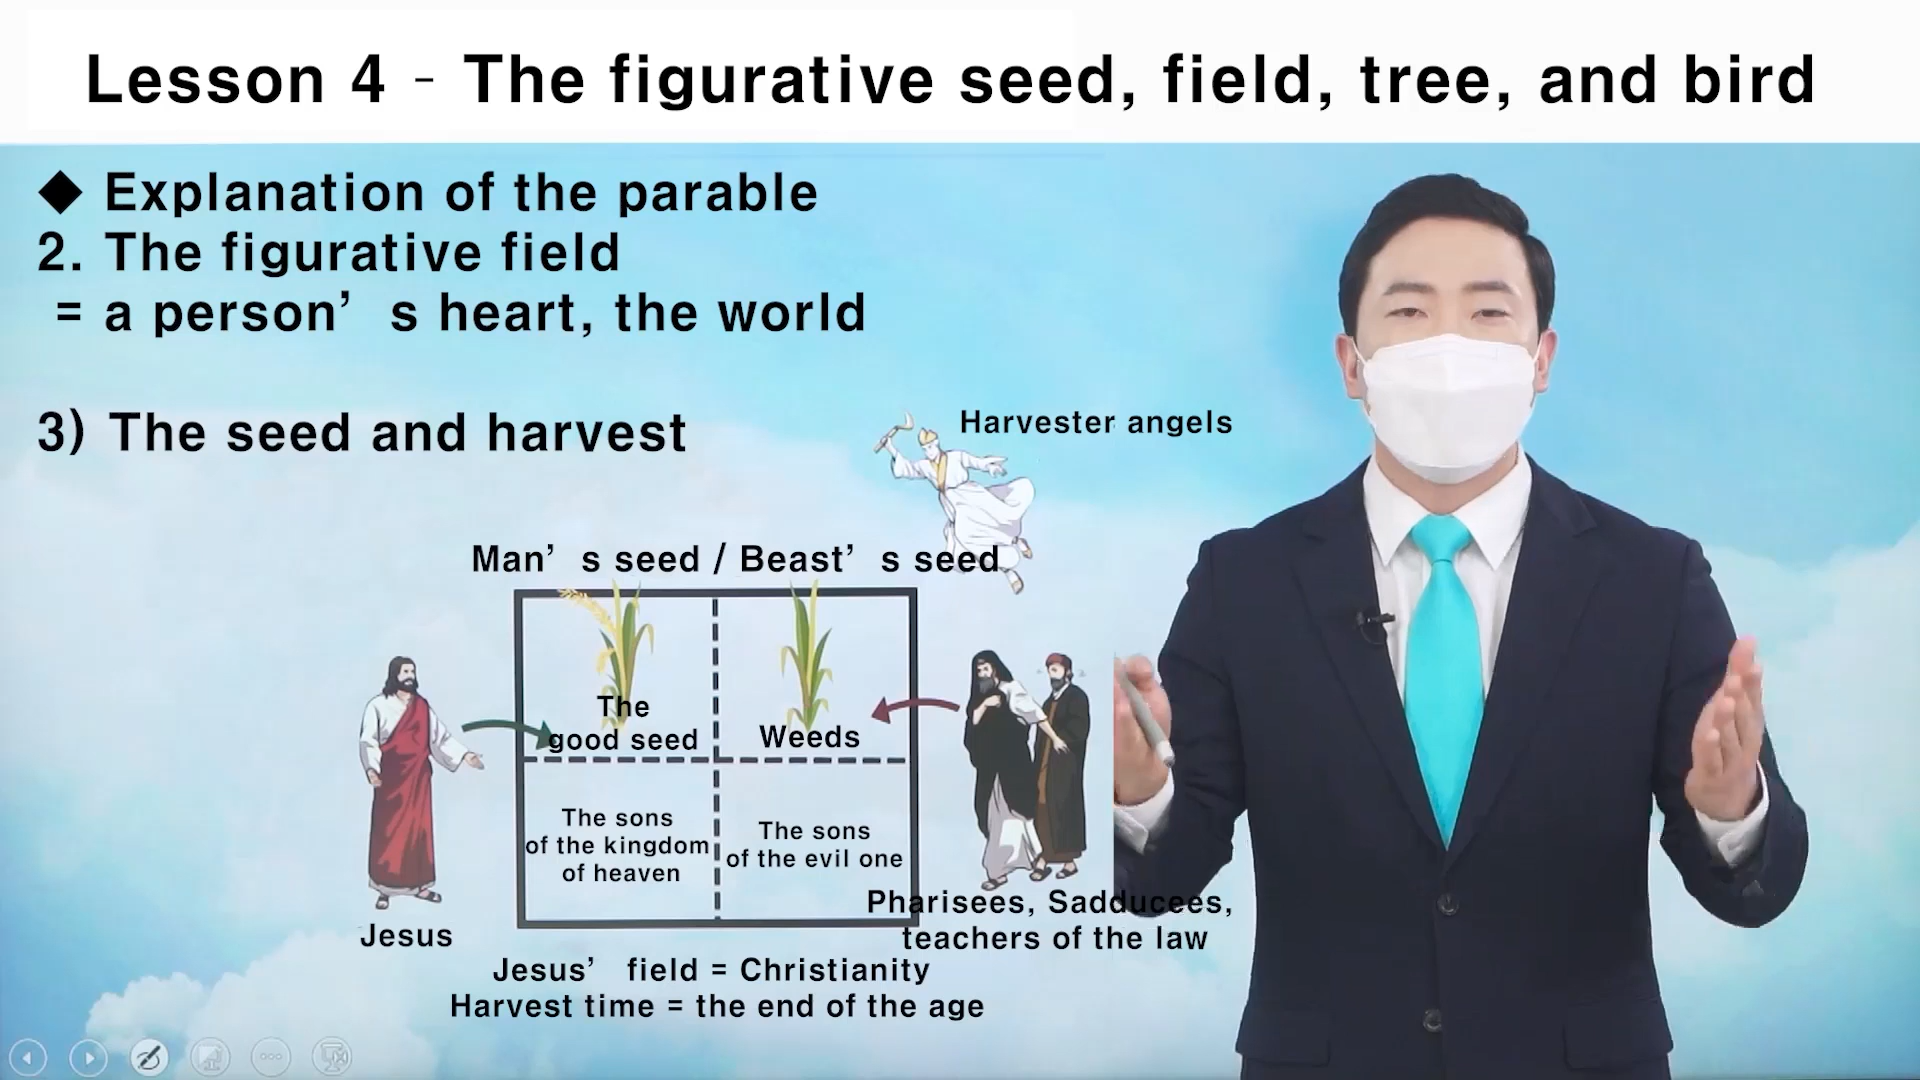 Lesson 4 - The figurative seed, field, tree, and bird
◆ Explanation of the parable
2. The figurative field
= a person’s heart, the world
3) The seed and harvest
Harvester angels
Man’s seed / Beast’s seed
The
good seed
Weeds
The sons
of the kingdom
of heaven
The sons
of the evil one
Jesus
Pharisees, Sadducees,
teachers of the law
Jesus’ field = Christianity
Harvest time = the end of the age